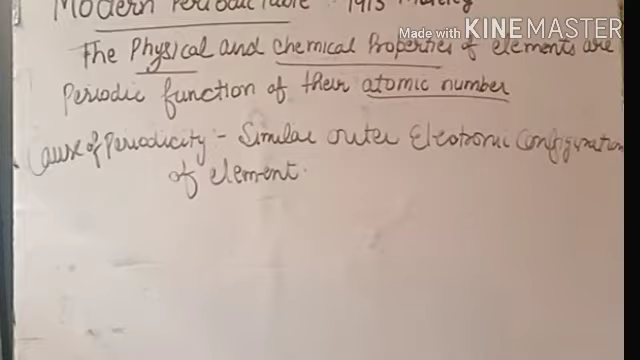 Modern Periodic Table 1913
Made with KINEMASTER
The Physical and chemical Properties of elements are
Periodic function of their atomic number
Cause of Periodicity - Similar outer Electronic Configuration
of element.